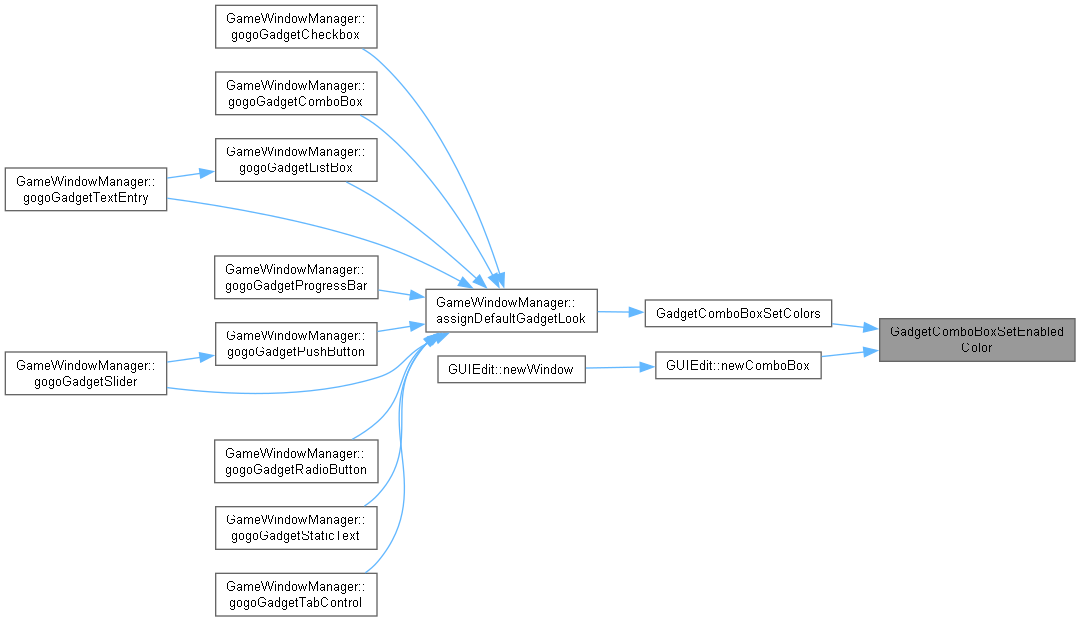 GameWindowManager::
gogoGadgetCheckbox
GameWindowManager::
gogoGadgetComboBox
GameWindowManager::
gogoGadgetListBox
GameWindowManager::
gogoGadgetTextEntry
GameWindowManager::
gogoGadgetProgressBar
GameWindowManager::
assignDefaultGadgetLook
GadgetComboBoxSetColors
GadgetComboBoxSetEnabled
Color
GameWindowManager::
gogoGadgetPushButton
GameWindowManager::
gogoGadgetSlider
GUIEdit::newWindow
GUIEdit::newComboBox
GameWindowManager::
gogoGadgetRadioButton
GameWindowManager::
gogoGadgetStaticText
GameWindowManager::
gogoGadgetTabControl